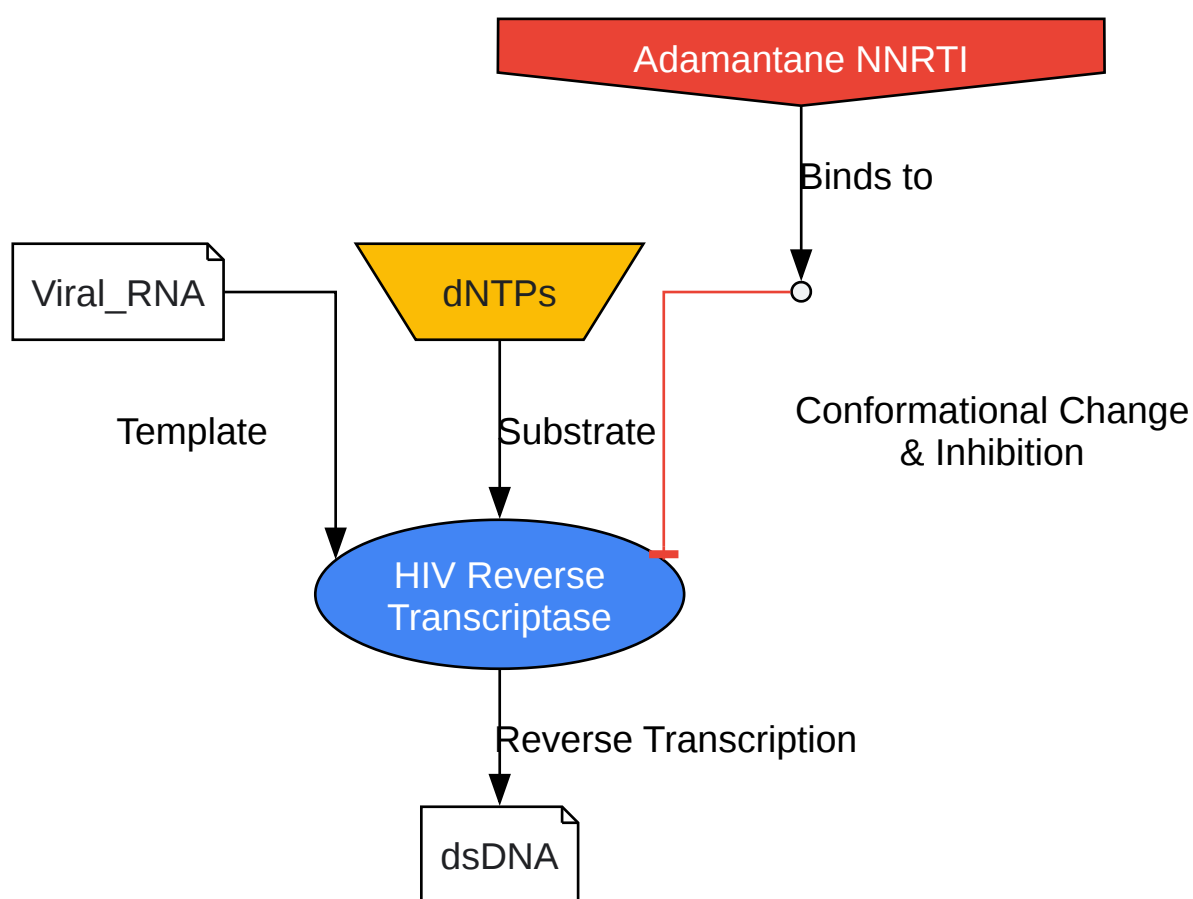 Adamantane NNRTI
Binds to
Viral_RNA
dNTPs
Template
Substrate
Conformational Change
& Inhibition
HIV Reverse
Transcriptase
Reverse Transcription
dsDNA